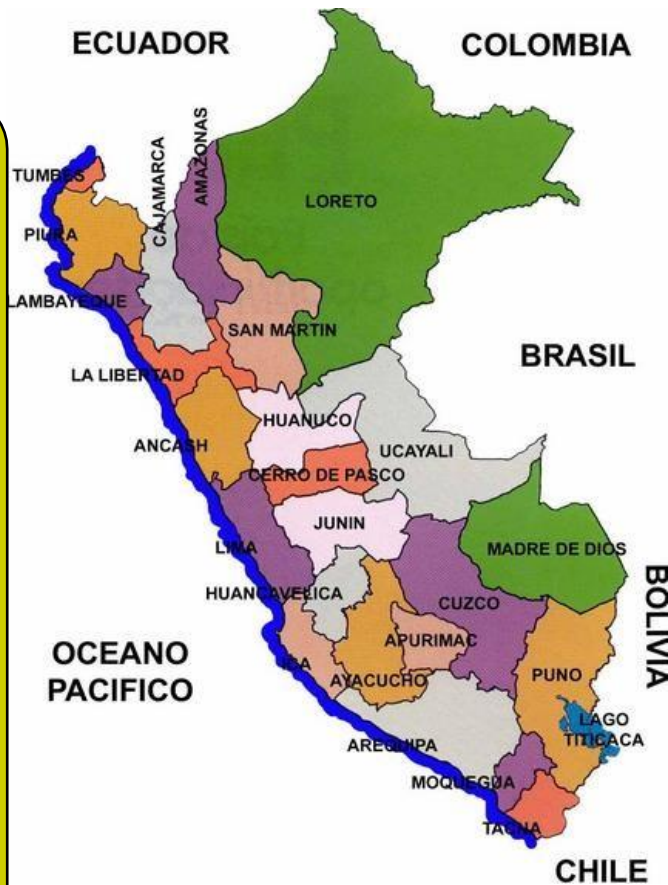 ECUADOR
COLOMBIA
TUMBES
CAJAMARCA
AMAZONAS
LORETO
PIURA
LAMBAYEQUE
SAN MARTIN
BRASIL
LA LIBERTAD
HUANUCO
ANCASH
UCAYALI
CERRO DE PASCO
JUNIN
LIMA
MADRE DE DIOS
HUANCAVELICA
CUZCO
BOLIVIA
OCEANO
PACIFICO
ICA
APURIMAC
AYACUCHO
PUNO
LAGO
TITICACA
AREQUIPA
MOQUEGUA
TACNA
CHILE